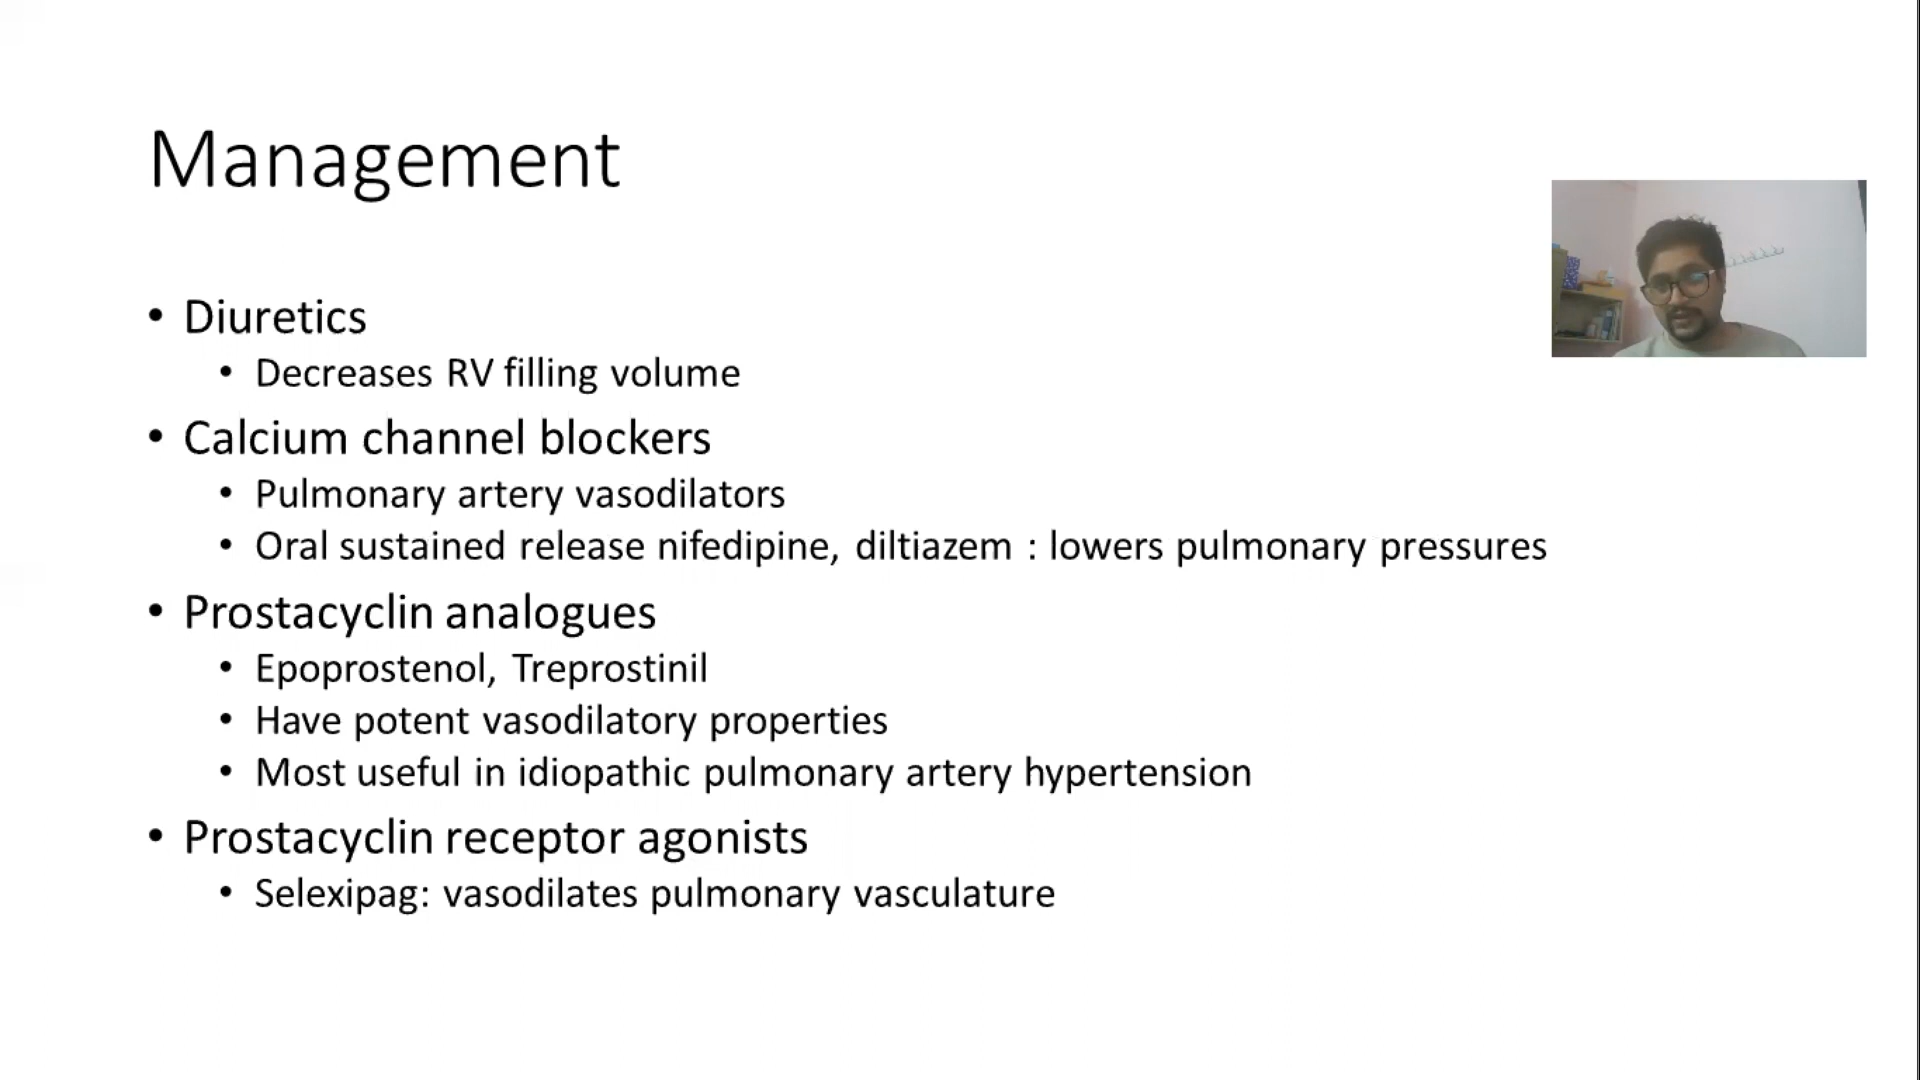 Management
• Diuretics
• Decreases RV filling volume
• Calcium channel blockers
• Pulmonary artery vasodilators
• Oral sustained release nifedipine, diltiazem : lowers pulmonary pressures
• Prostacyclin analogues
• Epoprostenol, Treprostinil
• Have potent vasodilatory properties
• Most useful in idiopathic pulmonary artery hypertension
• Prostacyclin receptor agonists
• Selexipag: vasodilates pulmonary vasculature